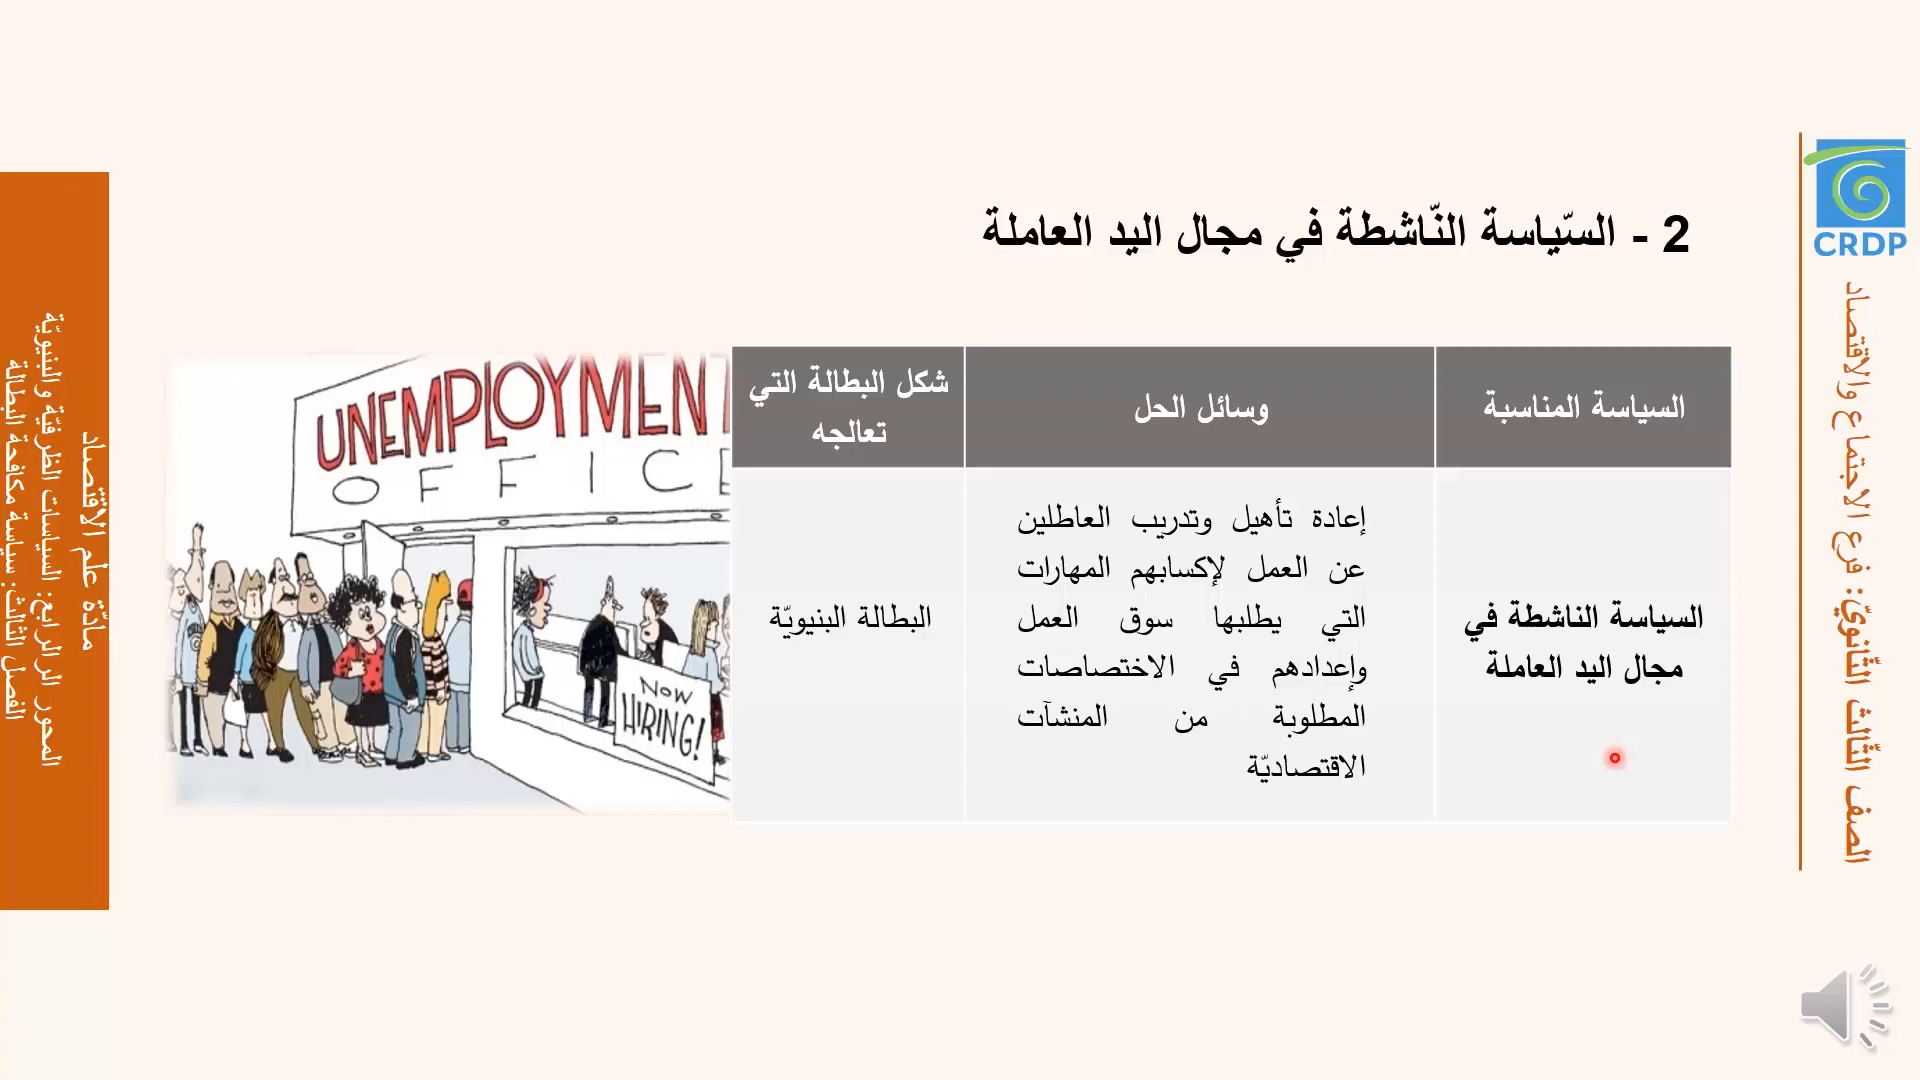 2 - السّياسة النّاشطة في مجال اليد العاملة
السياسة المناسبة
وسائل الحل
شكل البطالة التي
تعالجه
السياسة الناشطة في
مجال اليد العاملة
إعادة تأهيل وتدريب العاطلين
عن العمل لإكسابهم المهارات
التي يطلبها سوق العمل
وإعدادهم في الاختصاصات
المطلوبة من المنشآت
الاقتصاديّة
البطالة البنيويّة
UNEMPLOYMENT
OFFICE
NOW
HIRING!
CRDP
الصف الثّالث الثّانويّ: فرع الاجتماع والاقتصاد
مادّة علم الاقتصاد
المحور الرابع: السياسات الظرفيّة والبنيويّة
الفصل الثالث: سياسة مكافحة البطالة